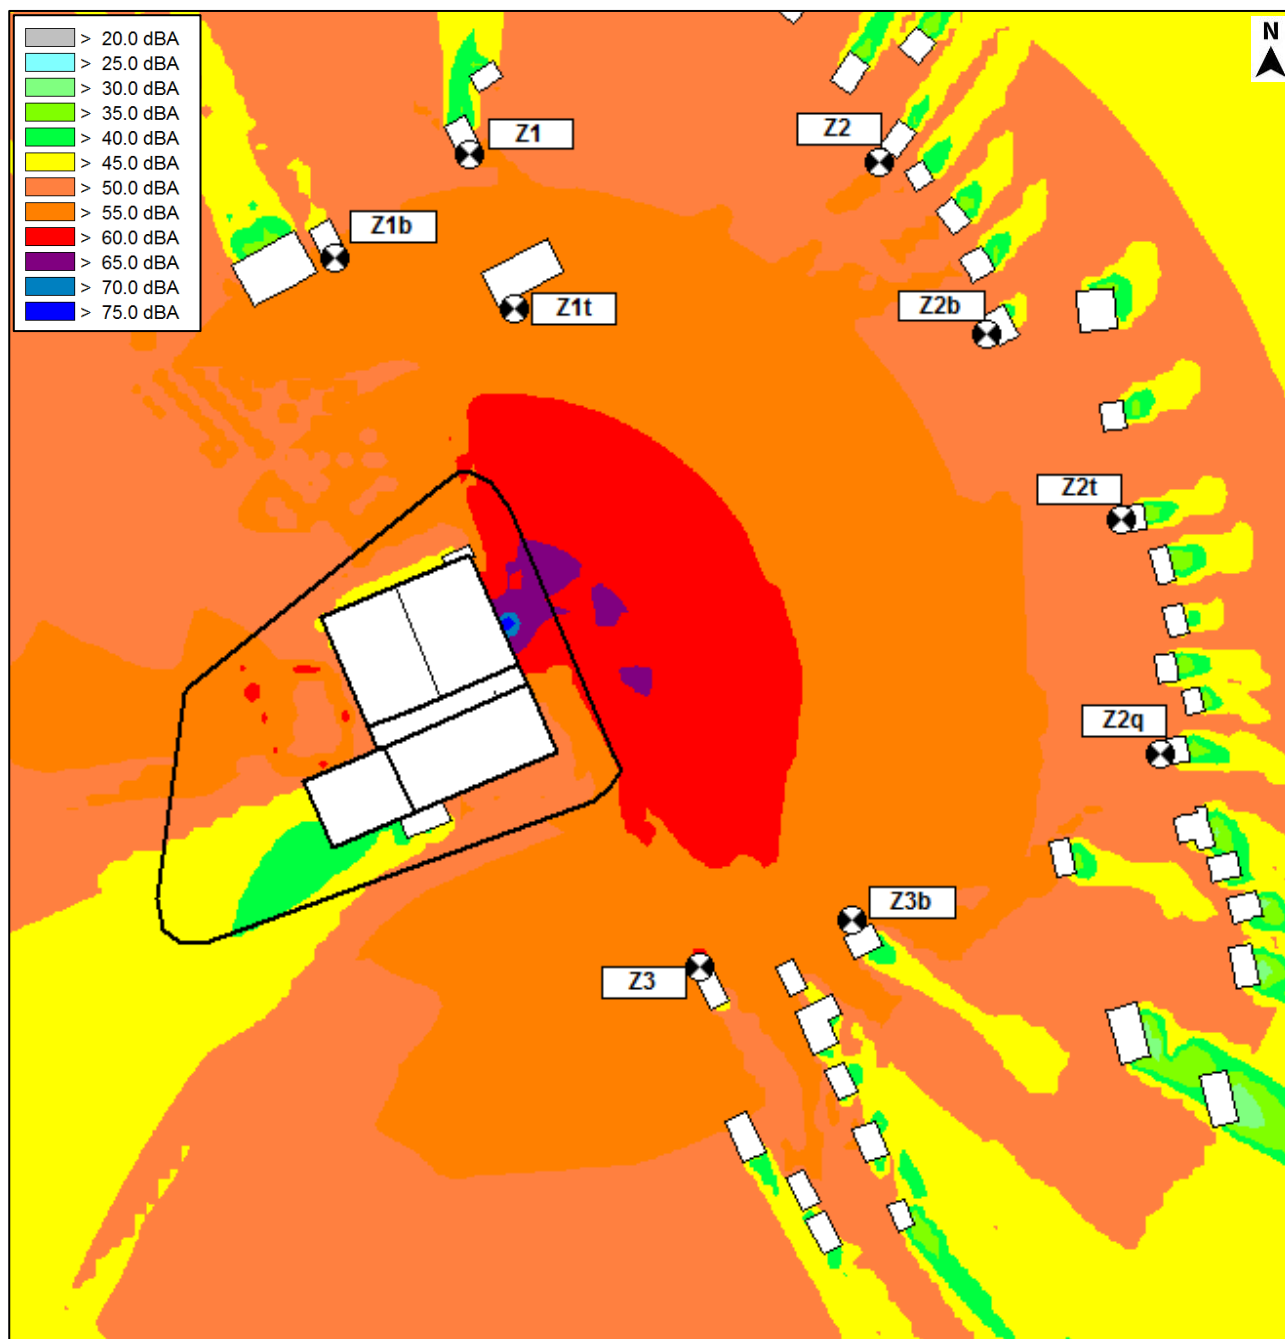 > 20.0 dBA
> 25.0 dBA
> 30.0 dBA
> 35.0 dBA
> 40.0 dBA
> 45.0 dBA
> 50.0 dBA
> 55.0 dBA
> 60.0 dBA
> 65.0 dBA
> 70.0 dBA
> 75.0 dBA
N
Z1
Z2
Z1b
Z1t
Z2b
Z2t
Z2q
Z3b
Z3